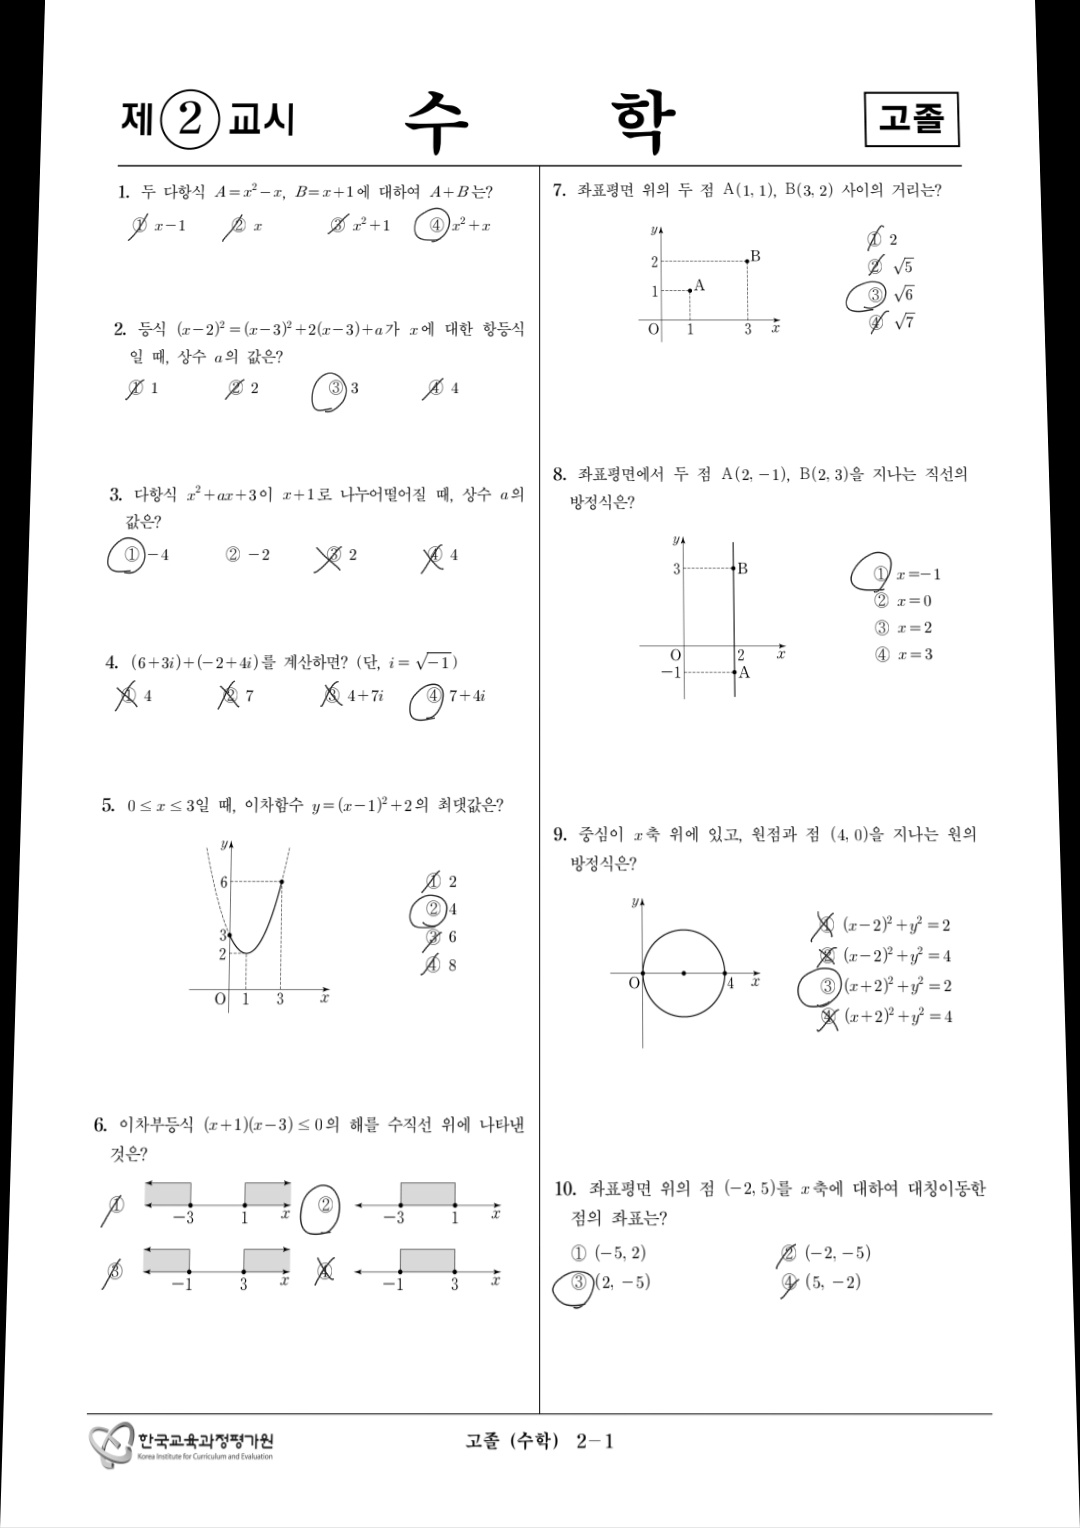 제 2 교시
수 학
고졸
1. 두 다항식 A=x²-x, B=x+1에 대하여 A+B는?
① x-1 ② x ③ x²+1 ④ x²+x
2. 등식 (x-2)²=(x-3)²+2(x-3)+a가 x에 대한 항등식
일 때, 상수 a의 값은?
① 1 ② 2 ③ 3 ④ 4
3. 다항식 x²+ax+3이 x+1로 나누어떨어질 때, 상수 a의
값은?
① -4 ② -2 ③ 2 ④ 4
4. (6+3i)+(-2+4i)를 계산하면? (단, i=√-1)
① 4 ② 7 ③ 4+7i ④ 7+4i
5. 0≤x≤3일 때, 이차함수 y=(x-1)²+2의 최댓값은?
y
6
3
2
O 1 3 x
① 2
② 4
③ 6
④ 8
6. 이차부등식 (x+1)(x-3)≤0의 해를 수직선 위에 나타낸
것은?
① -3 1 x ② -3 1 x
③ -1 3 x ④ -1 3 x
7. 좌표평면 위의 두 점 A(1, 1), B(3, 2) 사이의 거리는?
y
2 B
1 A
O 1 3 x
① 2
② √5
③ √6
④ √7
8. 좌표평면에서 두 점 A(2, -1), B(2, 3)을 지나는 직선의
방정식은?
y
3 B
O 2 x
-1 A
① x=-1
② x=0
③ x=2
④ x=3
9. 중심이 x축 위에 있고, 원점과 점 (4, 0)을 지나는 원의
방정식은?
y
O 4 x
① (x-2)²+y²=2
② (x-2)²+y²=4
③ (x+2)²+y²=2
④ (x+2)²+y²=4
10. 좌표평면 위의 점 (-2, 5)를 x축에 대하여 대칭이동한
점의 좌표는?
① (-5, 2) ② (-2, -5)
③ (2, -5) ④ (5, -2)
한국교육과정평가원
Korea Institute for Curriculum and Evaluation
고졸 (수학) 2-1